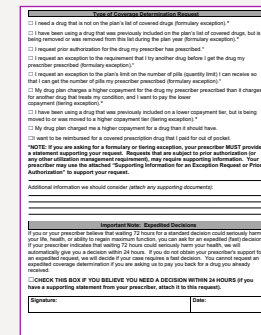 Type of Coverage Determination Request
☐ I need a drug that is not on the plan's list of covered drugs (formulary exception).*
☐ I have been using a drug that was previously included on the plan's list of covered drugs, but is
being removed or was removed from this list during the plan year (formulary exception).*
☐ I request prior authorization for the drug my prescriber has prescribed.*
☐ I request an exception to the requirement that I try another drug before I get the drug my
prescriber prescribed (formulary exception).*
☐ I request an exception to the plan's limit on the number of pills (quantity limit) I can receive so
that I can get the number of pills my prescriber prescribed (formulary exception).*
☐ My drug plan charges a higher copayment for the drug my prescriber prescribed than it charges
for another drug that treats my condition, and I want to pay the lower
copayment (tiering exception).*
☐ I have been using a drug that was previously included on a lower copayment tier, but is being
moved to or was moved to a higher copayment tier (tiering exception).*
☐ My drug plan charged me a higher copayment for a drug than it should have.
☐ I want to be reimbursed for a covered prescription drug that I paid for out of pocket.
*NOTE: If you are asking for a formulary or tiering exception, your prescriber MUST provide
a statement supporting your request. Requests that are subject to prior authorization (or
any other utilization management requirement), may require supporting information. Your
prescriber may use the attached "Supporting Information for an Exception Request or Prior
Authorization" to support your request.
Additional information we should consider (attach any supporting documents):
Important Note: Expedited Decisions
If you or your prescriber believe that waiting 72 hours for a standard decision could seriously harm
your life, health, or ability to regain maximum function, you can ask for an expedited (fast) decision.
If your prescriber indicates that waiting 72 hours could seriously harm your health, we will
automatically give you a decision within 24 hours. If you do not obtain your prescriber's support for
an expedited request, we will decide if your case requires a fast decision. You cannot request an
expedited coverage determination if you are asking us to pay you back for a drug you already
received.
☐CHECK THIS BOX IF YOU BELIEVE YOU NEED A DECISION WITHIN 24 HOURS (if you
have a supporting statement from your prescriber, attach it to this request).
Signature: Date: